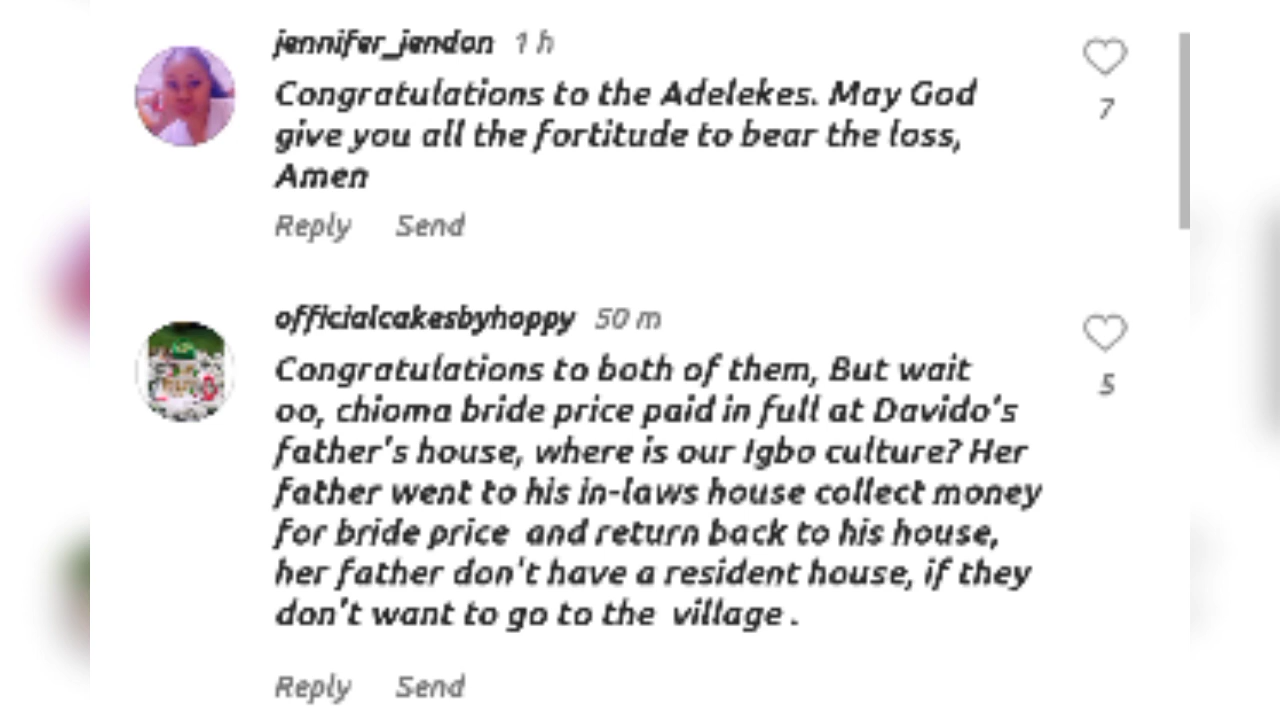 jennifer_jendon 1 h
Congratulations to the Adelekes. May God
give you all the fortitude to bear the loss,
Amen
7
Reply Send
officialcakesbyhoppy 50 m
Congratulations to both of them, But wait
oo, chioma bride price paid in full at Davido's
father's house, where is our Igbo culture? Her
father went to his in-laws house collect money
for bride price and return back to his house,
her father don't have a resident house, if they
don't want to go to the village .
5
Reply Send